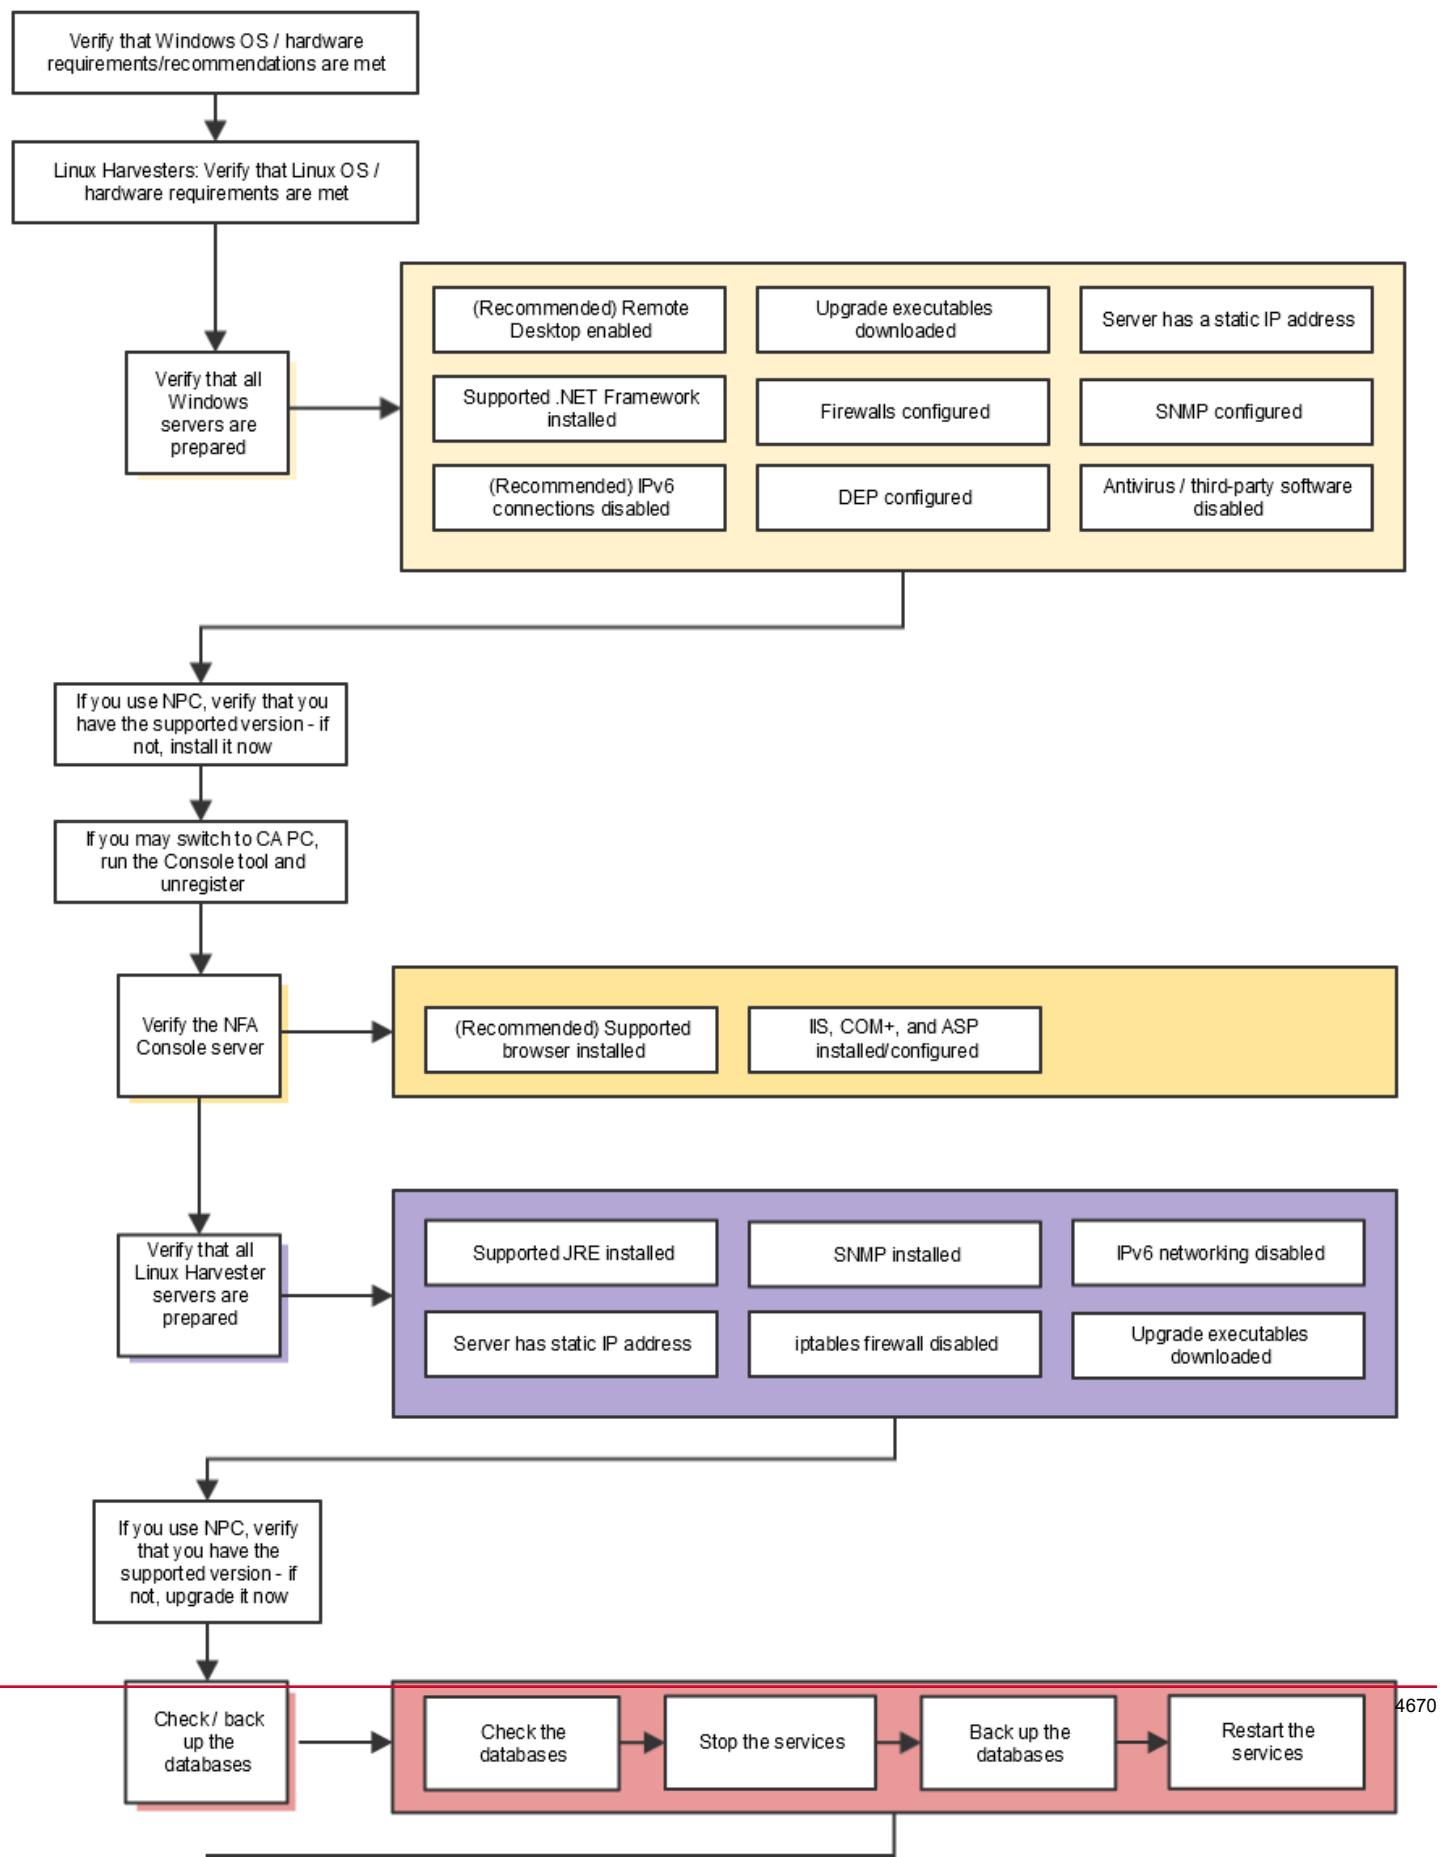 Verify that Windows OS / hardware
requirements/recommendations are met
Linux Harvesters: Verify that Linux OS /
hardware requirements are met
Verify that all
Windows
servers are
prepared
(Recommended) Remote
Desktop enabled
Upgrade executables
downloaded
Server has a static IP address
Supported .NET Framework
installed
Firewalls configured
SNMP configured
(Recommended) IPv6
connections disabled
DEP configured
Antivirus / third-party software
disabled
If you use NPC, verify that you
have the supported version - if
not, install it now
If you may switch to CA PC,
run the Console tool and
unregister
Verify the NFA
Console server
(Recommended) Supported
browser installed
IIS, COM+, and ASP
installed/configured
Verify that all
Linux Harvester
servers are
prepared
Supported JRE installed
SNMP installed
IPv6 networking disabled
Server has static IP address
iptables firewall disabled
Upgrade executables
downloaded
If you use NPC, verify
that you have the
supported version - if
not, upgrade it now
Check / back
up the
databases
Check the
databases
Stop the services
Back up the
databases
Restart the
services
4670